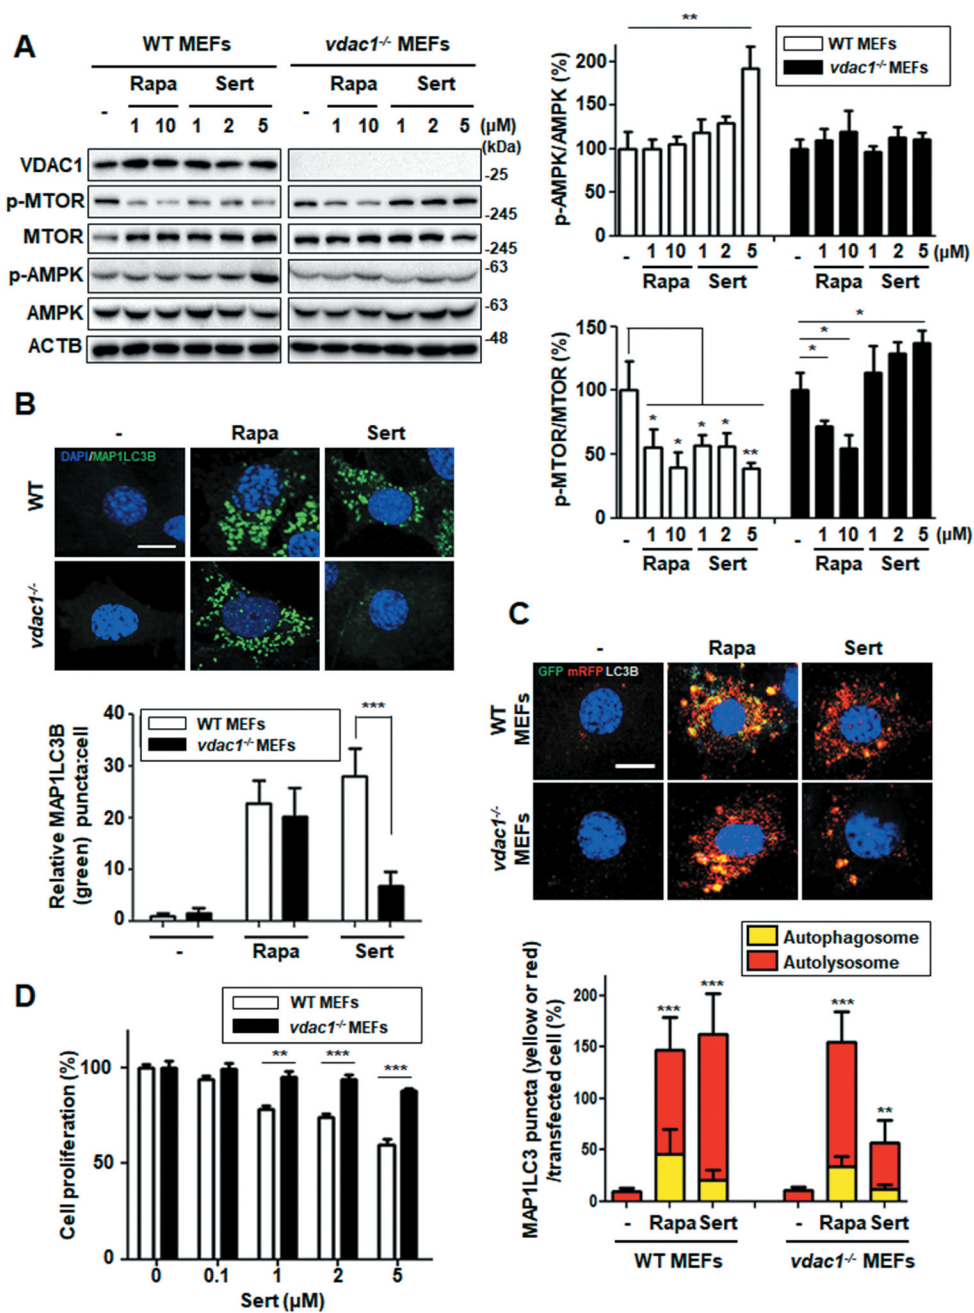 A
WT MEFs
vdac1-/- MEFs
Rapa
Sert
Rapa
Sert
-
1
10
1
2
5
-
1
10
1
2
5
(μM)
(kDa)
VDAC1
-25
p-MTOR
-245
MTOR
-245
p-AMPK
-63
AMPK
-63
ACTB
-48
**
WT MEFs
vdac1-/- MEFs
p-AMPK/AMPK (%)
200
150
100
50
0
-
1
10
1
2
5
1
10
1
2
5
(μM)
-
Rapa
Sert
Rapa
Sert
p-MTOR/MTOR (%)
150
100
50
0
*
*
*
*
**
*
*
*
-
1
10
1
2
5
-
1
10
1
2
5
(μM)
Rapa
Sert
Rapa
Sert
B
-
Rapa
Sert
DAPI/MAP1LC3B
WT
vdac1-/-
Relative MAP1LC3B
(green) puncta:cell
WT MEFs
vdac1-/- MEFs
***
40
30
20
10
0
-
Rapa
Sert
C
-
Rapa
Sert
GFP mRFP LC3B
WT
MEFs
vdac1-/-
MEFs
Autophagosome
Autolysosome
MAP1LC3 puncta (yellow or red)
/transfected cell (%)
200
150
100
50
0
***
***
***
**
-
Rapa
Sert
-
Rapa
Sert
WT MEFs
vdac1-/- MEFs
D
WT MEFs
vdac1-/- MEFs
Cell proliferation (%)
100
50
0
**
***
***
0
0.1
1
2
5
Sert (μM)